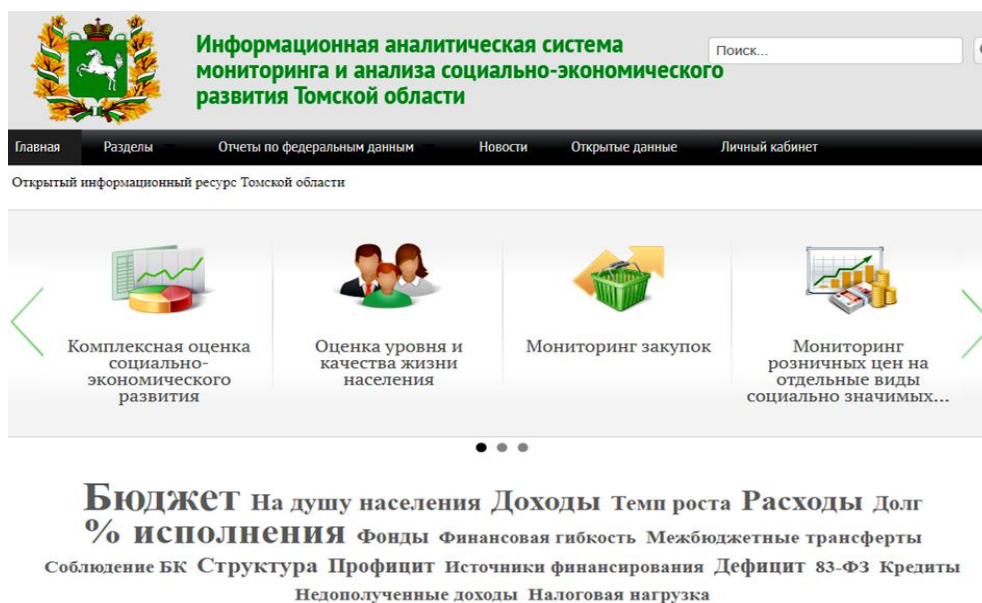 Информационная аналитическая система
мониторинга и анализа социально-экономического
развития Томской области
Поиск...
Главная Разделы Отчеты по федеральным данным Новости Открытые данные Личный кабинет
Открытый информационный ресурс Томской области
Комплексная оценка
социально-
экономического
развития
Оценка уровня и
качества жизни
населения
Мониторинг закупок
Мониторинг
розничных цен на
отдельные виды
социально значимых...
Бюджет На душу населения Доходы Темп роста Расходы Долг
% исполнения Фонды Финансовая гибкость Межбюджетные трансферты
Соблюдение БК Структура Профицит Источники финансирования Дефицит 83-ФЗ Кредиты
Недополученные доходы Налоговая нагрузка